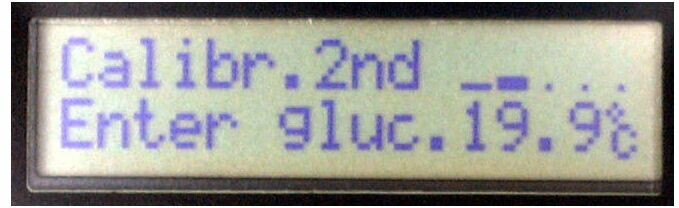 Calibr.2nd _▬...
Enter gluc.19.9%